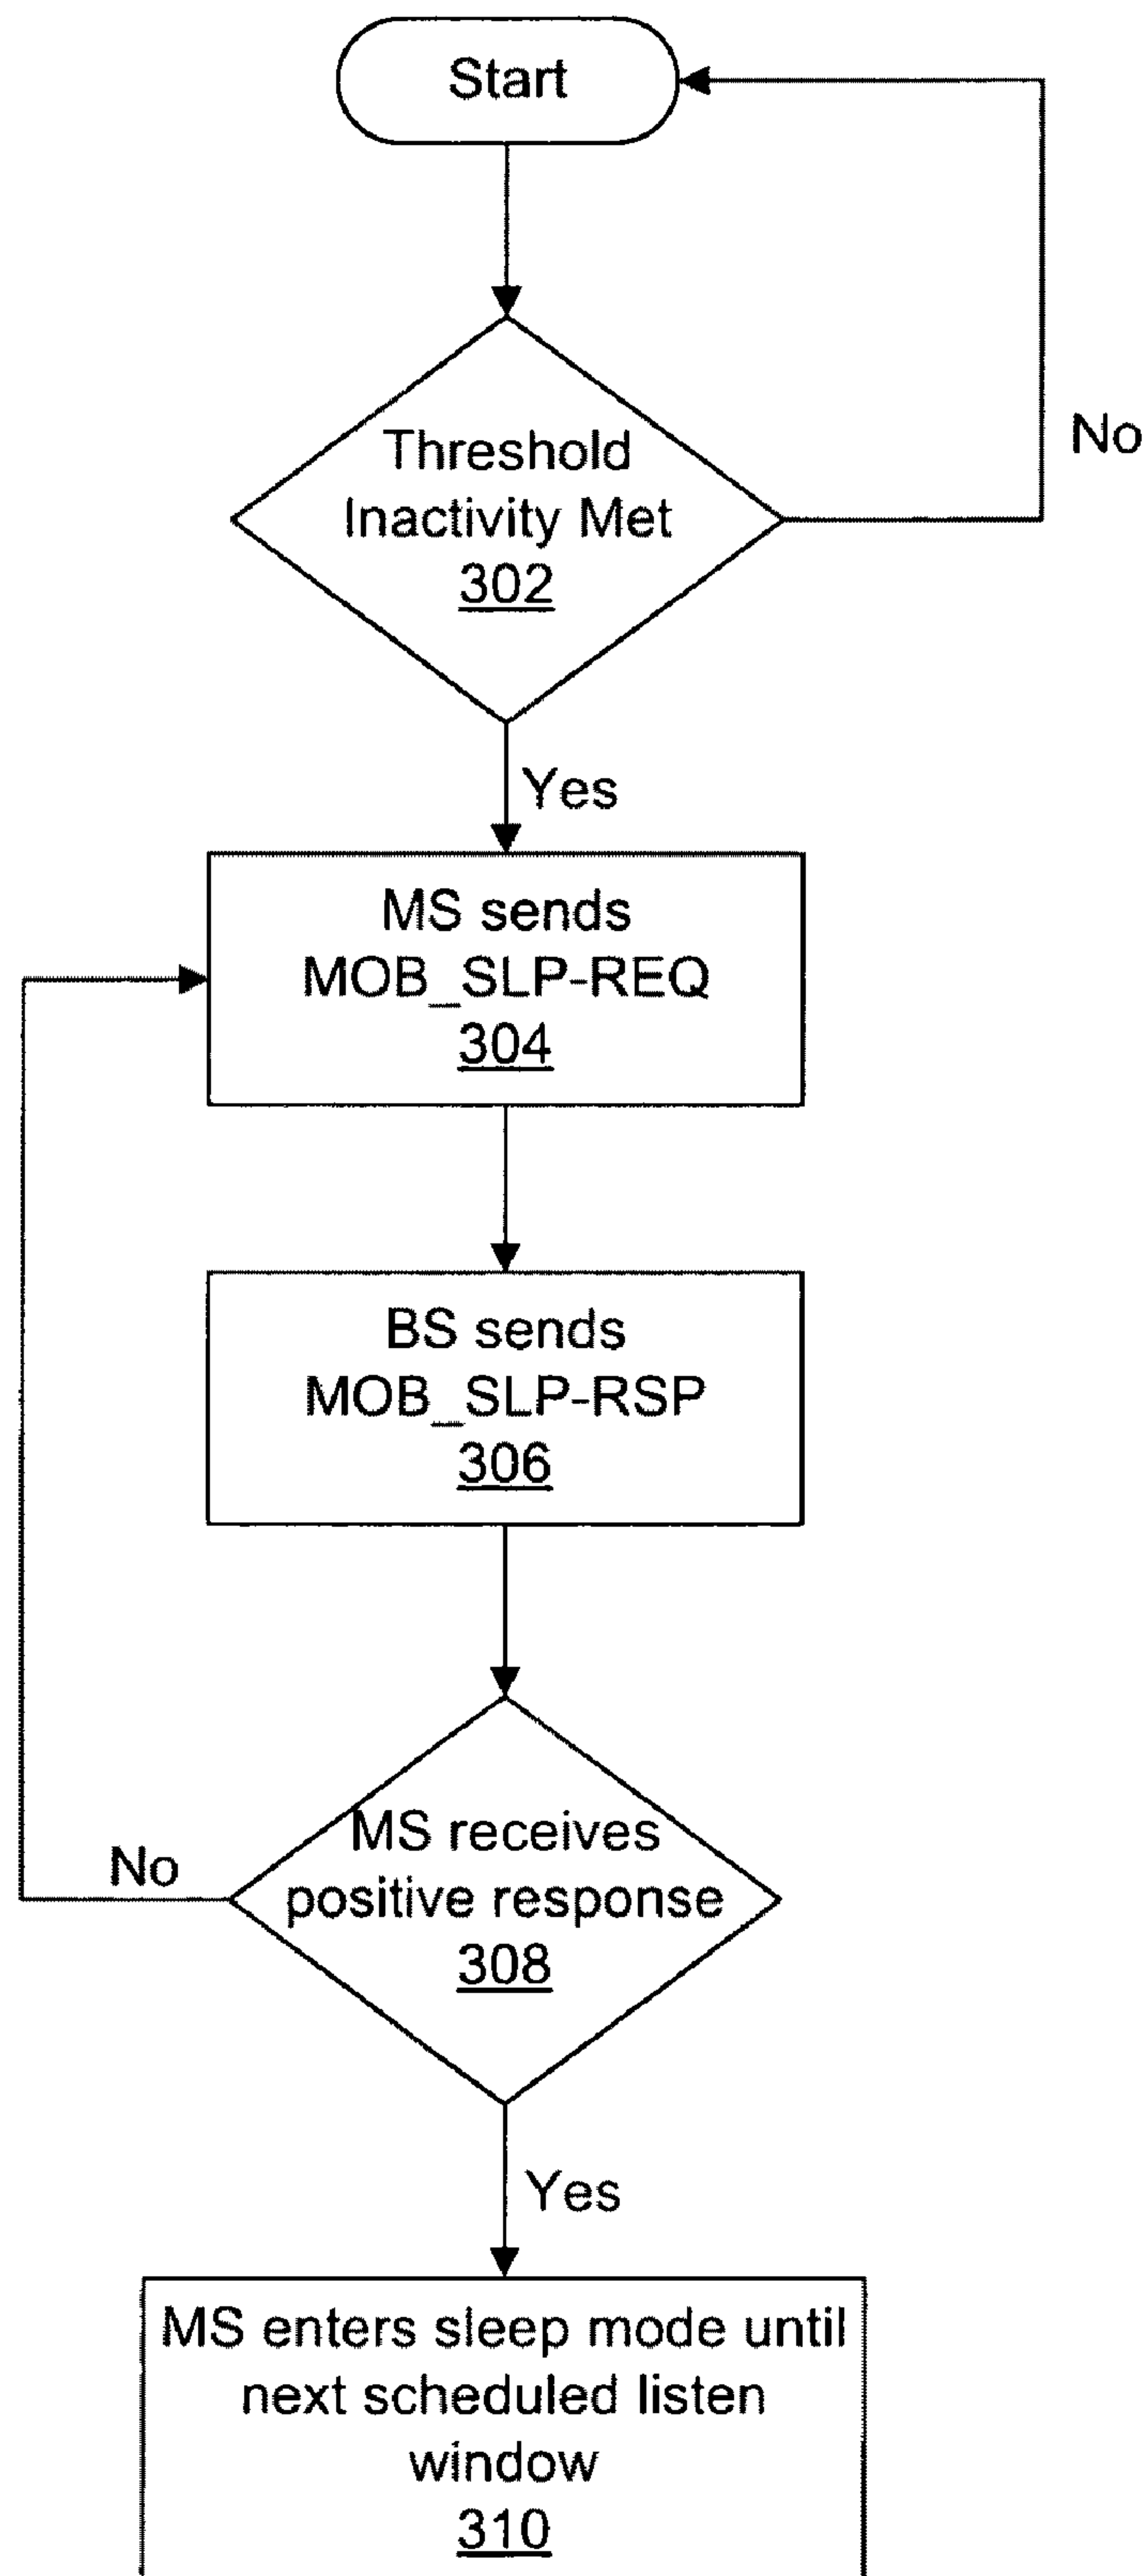 Start
Threshold
Inactivity Met
302
No
Yes
MS sends
MOB_SLP-REQ
304
BS sends
MOB_SLP-RSP
306
MS receives
positive response
308
No
Yes
MS enters sleep mode until
next scheduled listen
window
310